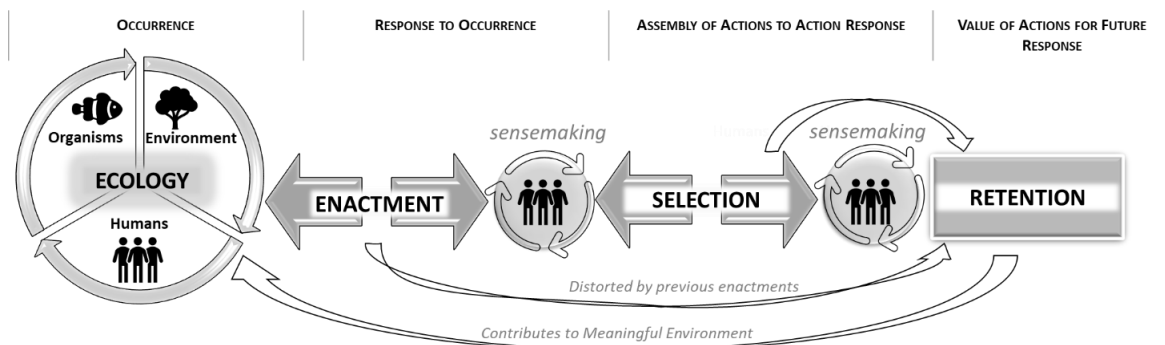 OCCURRENCE
RESPONSE TO OCCURRENCE
ASSEMBLY OF ACTIONS TO ACTION RESPONSE
VALUE OF ACTIONS FOR FUTURE
RESPONSE
Organisms
Environment
ECOLOGY
Humans
ENACTMENT
sensemaking
SELECTION
sensemaking
RETENTION
Distorted by previous enactments
Contributes to Meaningful Environment